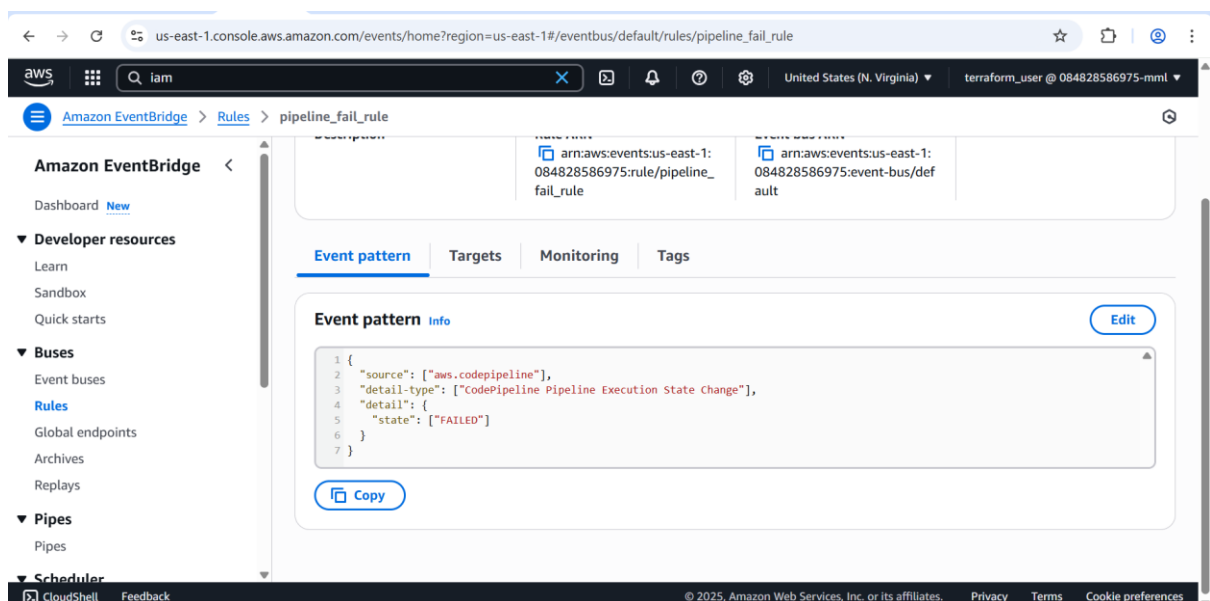 us-east-1.console.aws.amazon.com/events/home?region=us-east-1#/eventbus/default/rules/pipeline_fail_rule
aws
iam
United States (N. Virginia)
terraform_user @ 084828586975-mml
Amazon EventBridge > Rules > pipeline_fail_rule
Amazon EventBridge
Dashboard New
Developer resources
Learn
Sandbox
Quick starts
Buses
Event buses
Rules
Global endpoints
Archives
Replays
Pipes
Pipes
Scheduler
Description
Rule ARN
arn:aws:events:us-east-1:
084828586975:rule/pipeline_
fail_rule
Event bus ARN
arn:aws:events:us-east-1:
084828586975:event-bus/def
ault
Event pattern
Targets
Monitoring
Tags
Event pattern Info
Edit
1 {
2 "source": ["aws.codepipeline"],
3 "detail-type": ["CodePipeline Pipeline Execution State Change"],
4 "detail": {
5 "state": ["FAILED"]
6 }
7 }
Copy
CloudShell
Feedback
© 2025, Amazon Web Services, Inc. or its affiliates.
Privacy
Terms
Cookie preferences